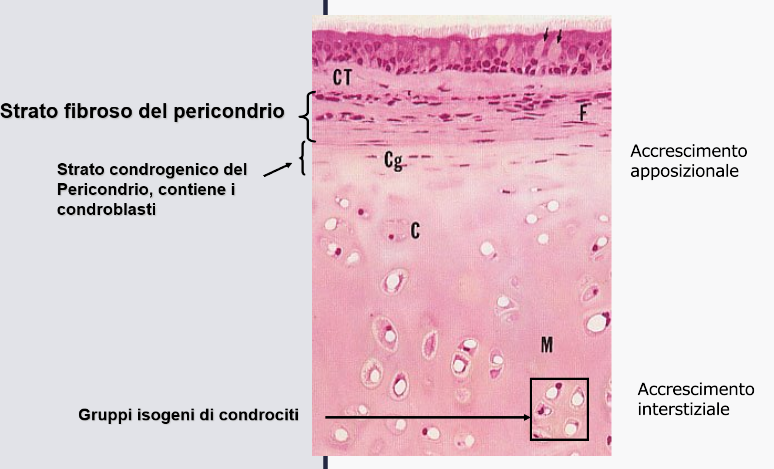 CT
Strato fibroso del pericondrio
F
Cg
Strato condrogenico del
Pericondrio, contiene i
condroblasti
Accrescimento
apposizionale
C
M
Accrescimento
interstiziale
Gruppi isogeni di condrociti